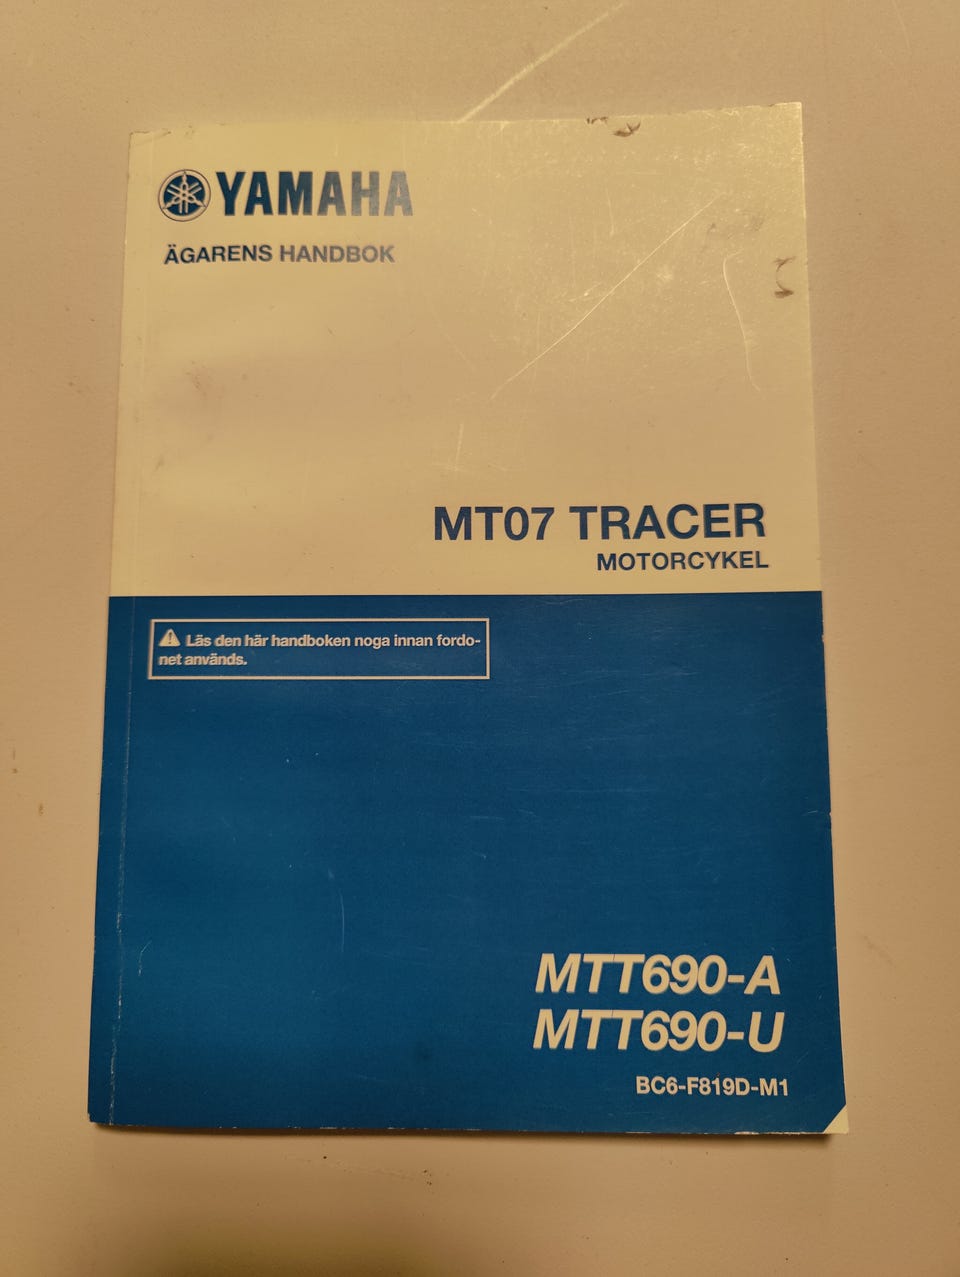 YAMAHA
ÄGARENS HANDBOK
MT07 TRACER
MOTORCYKEL
Läs den här handboken noga innan fordo-
net används.
MTT690-A
MTT690-U
BC6-F819D-M1